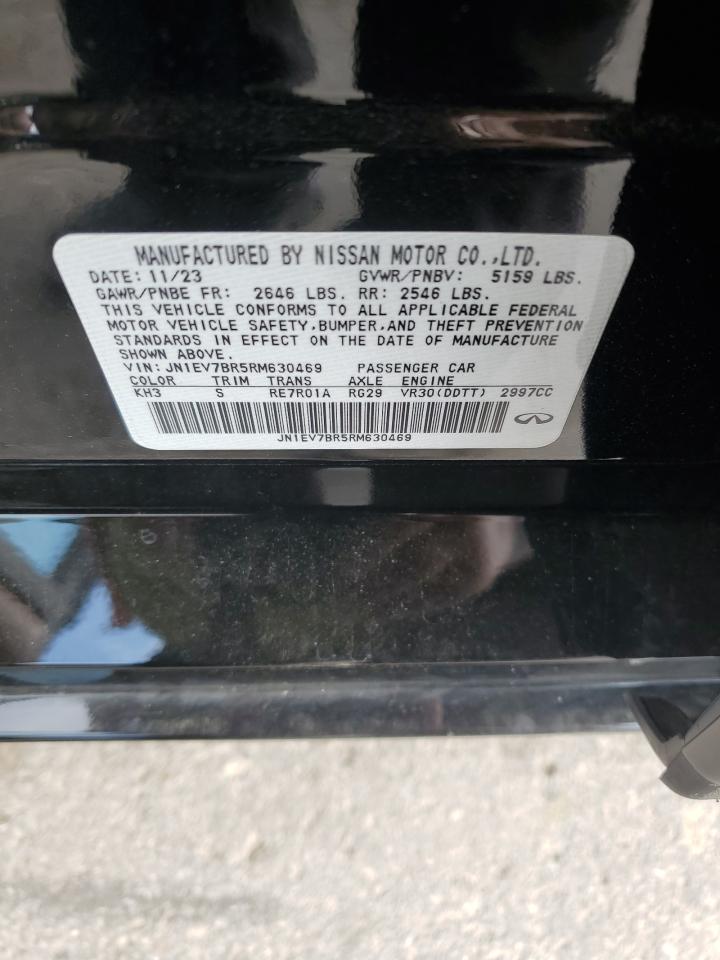 MANUFACTURED BY NISSAN MOTOR CO.,LTD.
DATE: 11/23 GVWR/PNBV: 5159 LBS.
GAWR/PNBE FR: 2646 LBS. RR: 2546 LBS.
THIS VEHICLE CONFORMS TO ALL APPLICABLE FEDERAL
MOTOR VEHICLE SAFETY,BUMPER,AND THEFT PREVENTION
STANDARDS IN EFFECT ON THE DATE OF MANUFACTURE
SHOWN ABOVE.
VIN: JN1EV7BR5RM630469 PASSENGER CAR
COLOR TRIM TRANS AXLE ENGINE
KH3 S RE7R01A RG29 VR30(DDTT) 2997CC
JN1EV7BR5RM630469